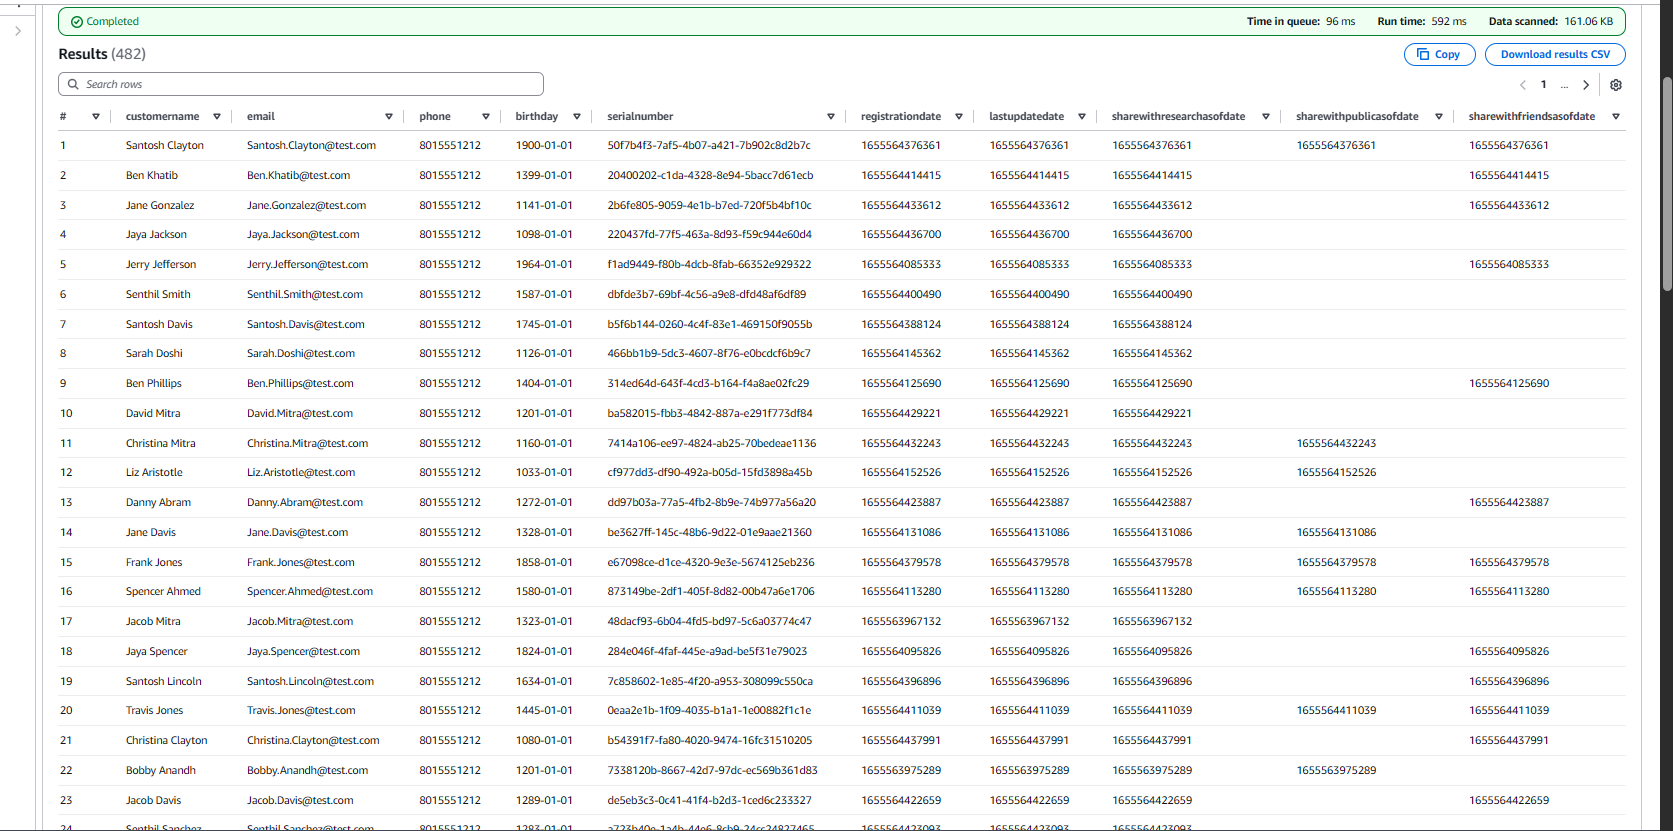 Completed Time in queue: 96 ms Run time: 592 ms Data scanned: 161.06 KB
Results (482) Copy Download results CSV
Search rows 1 ...
# customername email phone birthday serialnumber registrationdate lastupdatedate sharewithresearchasofdate sharewithpublicasofdate sharewithfriendsasofdate
1 Santosh Clayton Santosh.Clayton@test.com 8015551212 1900-01-01 50f7b4f3-7af5-4b07-a421-7b902c8d2b7c 1655564376361 1655564376361 1655564376361 1655564376361 1655564376361
2 Ben Khatib Ben.Khatib@test.com 8015551212 1399-01-01 20400202-c1da-4328-8e94-5bacc7d61ecb 1655564414415 1655564414415 1655564414415 1655564414415
3 Jane Gonzalez Jane.Gonzalez@test.com 8015551212 1141-01-01 2b6fe805-9059-4e1b-b7ed-720f5b4bf10c 1655564433612 1655564433612 1655564433612 1655564433612
4 Jaya Jackson Jaya.Jackson@test.com 8015551212 1098-01-01 220437fd-77f5-463a-8d93-f59c944e60d4 1655564436700 1655564436700 1655564436700
5 Jerry Jefferson Jerry.Jefferson@test.com 8015551212 1964-01-01 f1ad9449-f80b-4dcb-8fab-66352e929322 1655564085333 1655564085333 1655564085333 1655564085333
6 Senthil Smith Senthil.Smith@test.com 8015551212 1587-01-01 dbfde3b7-69bf-4c56-a9e8-dfd48af6df89 1655564400490 1655564400490 1655564400490
7 Santosh Davis Santosh.Davis@test.com 8015551212 1745-01-01 b5f6b144-0260-4c4f-83e1-469150f9055b 1655564388124 1655564388124 1655564388124
8 Sarah Doshi Sarah.Doshi@test.com 8015551212 1126-01-01 466bb1b9-5dc3-4607-8f76-e0bcdcf6b9c7 1655564145362 1655564145362 1655564145362
9 Ben Phillips Ben.Phillips@test.com 8015551212 1404-01-01 314ed64d-643f-4cd3-b164-f4a8ae02fc29 1655564125690 1655564125690 1655564125690 1655564125690
10 David Mitra David.Mitra@test.com 8015551212 1201-01-01 ba582015-fbb3-4842-887a-e291f773df84 1655564429221 1655564429221 1655564429221
11 Christina Mitra Christina.Mitra@test.com 8015551212 1160-01-01 7414a106-ee97-4824-ab25-70bedeae1136 1655564432243 1655564432243 1655564432243 1655564432243
12 Liz Aristotle Liz.Aristotle@test.com 8015551212 1033-01-01 cf977dd3-df90-492a-b05d-15fd3898a45b 1655564152526 1655564152526 1655564152526 1655564152526
13 Danny Abram Danny.Abram@test.com 8015551212 1272-01-01 dd97b03a-77a5-4fb2-8b9e-74b977a56a20 1655564423887 1655564423887 1655564423887 1655564423887
14 Jane Davis Jane.Davis@test.com 8015551212 1328-01-01 be3627ff-145c-48b6-9d22-01e9aae21360 1655564131086 1655564131086 1655564131086 1655564131086
15 Frank Jones Frank.Jones@test.com 8015551212 1858-01-01 e67098ce-d1ce-4320-9e3e-5674125eb236 1655564379578 1655564379578 1655564379578 1655564379578 1655564379578
16 Spencer Ahmed Spencer.Ahmed@test.com 8015551212 1580-01-01 873149be-2df1-405f-8d82-00b47a6e1706 1655564113280 1655564113280 1655564113280 1655564113280 1655564113280
17 Jacob Mitra Jacob.Mitra@test.com 8015551212 1323-01-01 48dacf93-6b04-4fd5-bd97-5c6a03774c47 1655563967132 1655563967132 1655563967132
18 Jaya Spencer Jaya.Spencer@test.com 8015551212 1824-01-01 284e046f-4faf-445e-a9ad-be5f31e79023 1655564095826 1655564095826 1655564095826 1655564095826
19 Santosh Lincoln Santosh.Lincoln@test.com 8015551212 1634-01-01 7c858602-1e85-4f20-a953-308099c550ca 1655564396896 1655564396896 1655564396896 1655564396896
20 Travis Jones Travis.Jones@test.com 8015551212 1445-01-01 0eaa2e1b-1f09-4035-b1a1-1e00882f1c1e 1655564411039 1655564411039 1655564411039 1655564411039 1655564411039
21 Christina Clayton Christina.Clayton@test.com 8015551212 1080-01-01 b54391f7-fa80-4020-9474-16fc31510205 1655564437991 1655564437991 1655564437991 1655564437991
22 Bobby Anandh Bobby.Anandh@test.com 8015551212 1201-01-01 7338120b-8667-42d7-97dc-ec569b361d83 1655563975289 1655563975289 1655563975289 1655563975289
23 Jacob Davis Jacob.Davis@test.com 8015551212 1289-01-01 de5eb3c3-0c41-41f4-b2d3-1ced6c233327 1655564422659 1655564422659 1655564422659 1655564422659
24 Senthil Sanchez Senthil.Sanchez@test.com 8015551212 1283-01-01 1655564423093 1655564423093 1655564423093